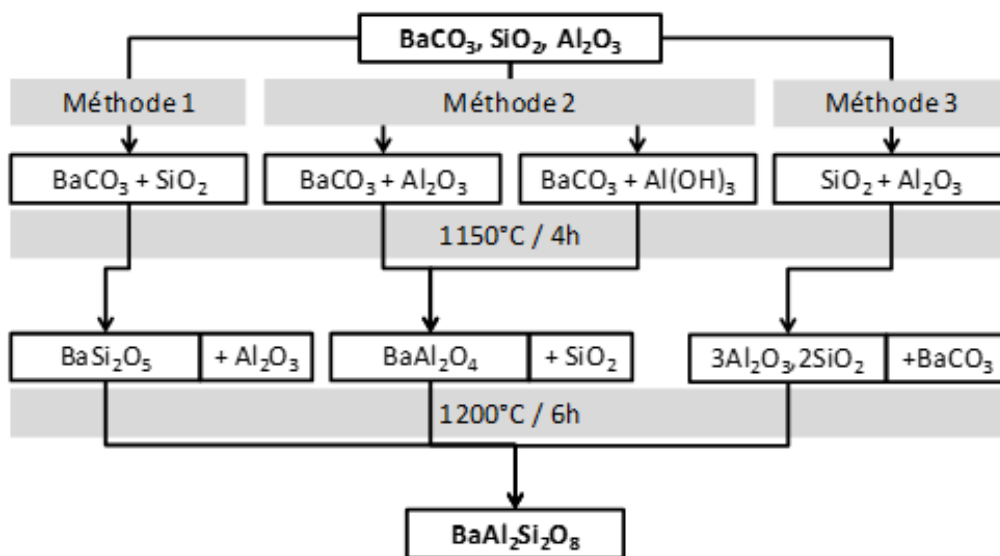 BaCO₃, SiO₂, Al₂O₃
Méthode 1
Méthode 2
Méthode 3
BaCO₃ + SiO₂
BaCO₃ + Al₂O₃
BaCO₃ + Al(OH)₃
SiO₂ + Al₂O₃
1150°C / 4h
BaSi₂O₅
+ Al₂O₃
BaAl₂O₄
+ SiO₂
3Al₂O₃,2SiO₂
+BaCO₃
1200°C / 6h
BaAl₂Si₂O₈